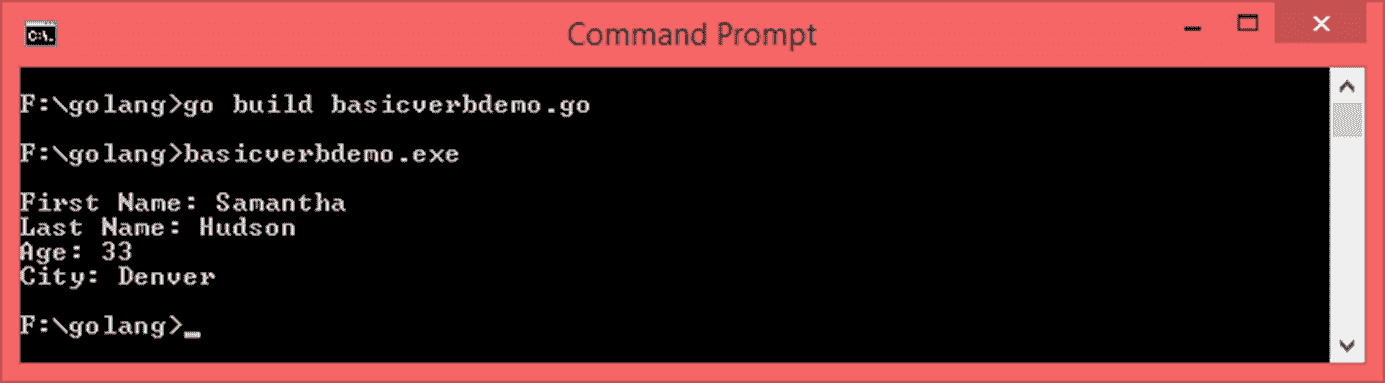 C:\.
Command Prompt
F:\golang>go build basicverbdemo.go
F:\golang>basicverbdemo.exe
First Name: Samantha
Last Name: Hudson
Age: 33
City: Denver
F:\golang>_